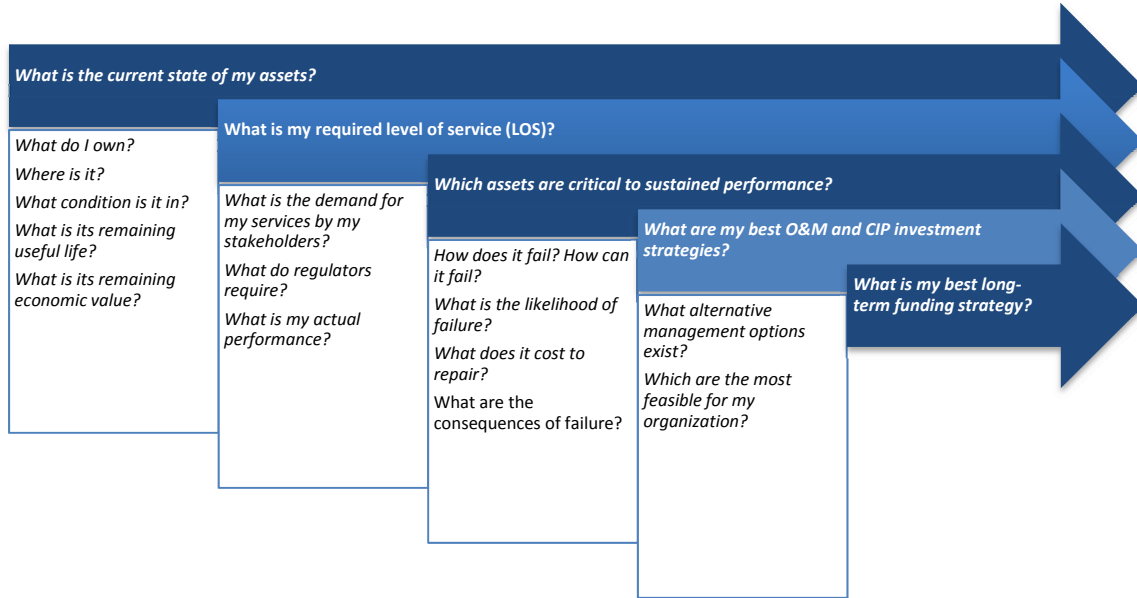 What is the current state of my assets?
What do I own?
Where is it?
What condition is it in?
What is its remaining
useful life?
What is its remaining
economic value?
What is my required level of service (LOS)?
What is the demand for
my services by my
stakeholders?
What do regulators
require?
What is my actual
performance?
Which assets are critical to sustained performance?
How does it fail? How can
it fail?
What is the likelihood of
failure?
What does it cost to
repair?
What are the
consequences of failure?
What are my best O&M and CIP investment
strategies?
What alternative
management options
exist?
Which are the most
feasible for my
organization?
What is my best long-
term funding strategy?